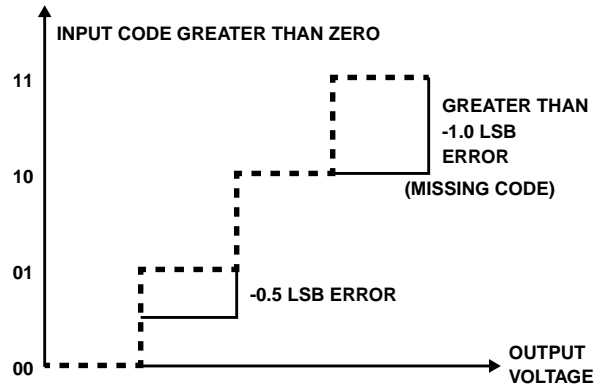 INPUT CODE GREATER THAN ZERO
11
GREATER THAN
-1.0 LSB
ERROR
(MISSING CODE)
10
01
-0.5 LSB ERROR
00
OUTPUT
VOLTAGE